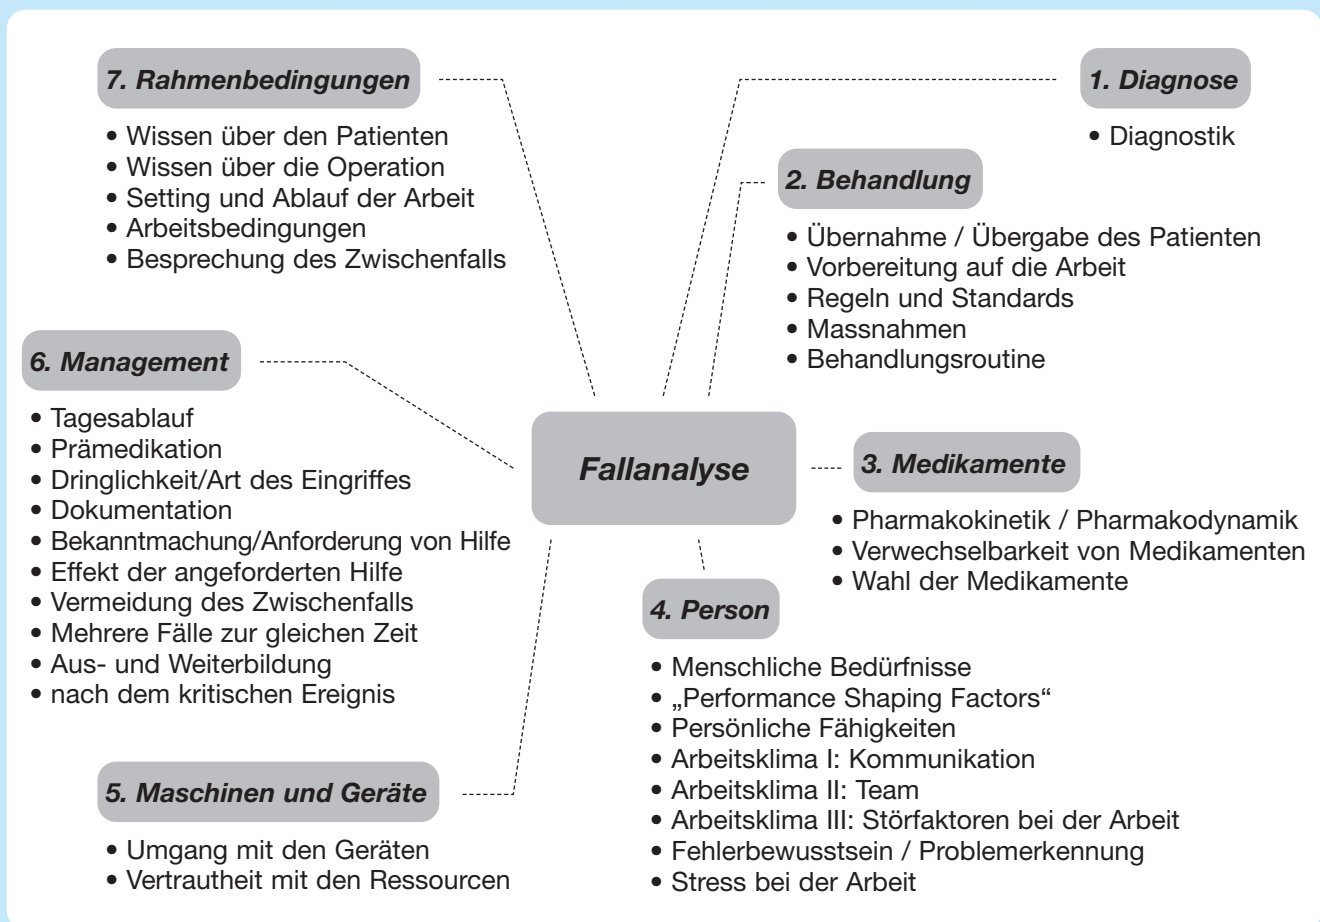 7. Rahmenbedingungen
• Wissen über den Patienten
• Wissen über die Operation
• Setting und Ablauf der Arbeit
• Arbeitsbedingungen
• Besprechung des Zwischenfalls
1. Diagnose
• Diagnostik
2. Behandlung
• Übernahme / Übergabe des Patienten
• Vorbereitung auf die Arbeit
• Regeln und Standards
• Massnahmen
• Behandlungsroutine
6. Management
• Tagesablauf
• Prämedikation
• Dringlichkeit/Art des Eingriffes
• Dokumentation
• Bekanntmachung/Anforderung von Hilfe
• Effekt der angeforderten Hilfe
• Vermeidung des Zwischenfalls
• Mehrere Fälle zur gleichen Zeit
• Aus- und Weiterbildung
• nach dem kritischen Ereignis
Fallanalyse
3. Medikamente
• Pharmakokinetik / Pharmakodynamik
• Verwechselbarkeit von Medikamenten
• Wahl der Medikamente
4. Person
• Menschliche Bedürfnisse
• „Performance Shaping Factors“
• Persönliche Fähigkeiten
• Arbeitsklima I: Kommunikation
• Arbeitsklima II: Team
• Arbeitsklima III: Störfaktoren bei der Arbeit
• Fehlerbewusstsein / Problemerkennung
• Stress bei der Arbeit
5. Maschinen und Geräte
• Umgang mit den Geräten
• Vertrautheit mit den Ressourcen